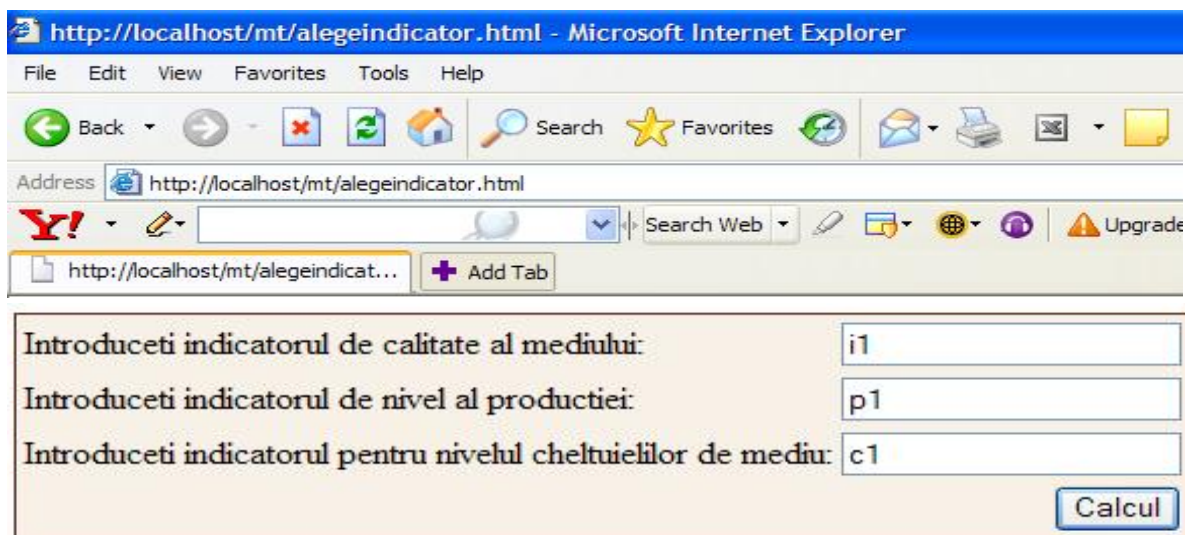 http://localhost/mt/alegeindicator.html - Microsoft Internet Explorer
File Edit View Favorites Tools Help
Back Search Favorites
Address http://localhost/mt/alegeindicator.html
Y! Search Web Upgrade
http://localhost/mt/alegeindicat... Add Tab
Introduceti indicatorul de calitate al mediului: i1
Introduceti indicatorul de nivel al productiei: p1
Introduceti indicatorul pentru nivelul cheltuielilor de mediu: c1
Calcul